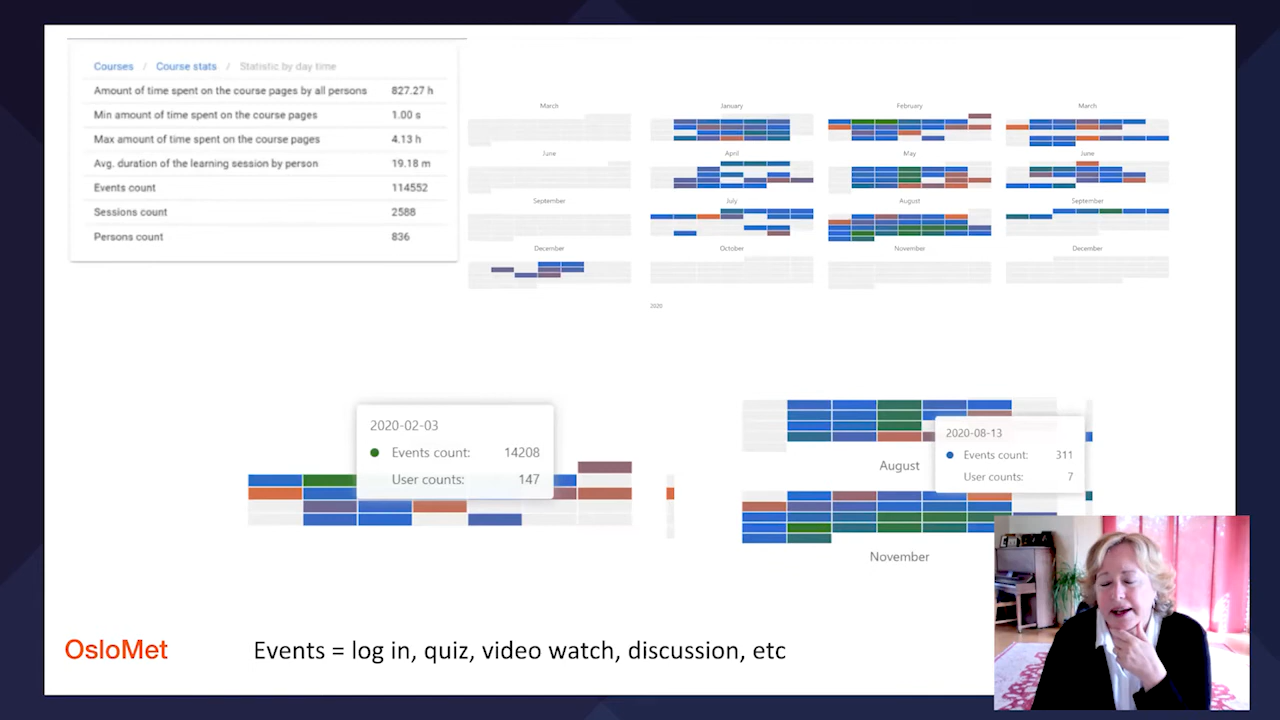 Courses / Course stats / Statistic by day time
Amount of time spent on the course pages by all persons 827.27 h
Min amount of time spent on the course pages 1.00 s
Max amount of time spent on the course pages 4.13 h
Avg. duration of the learning session by person 19.18 m
Events count 114552
Sessions count 2588
Persons count 836
March January February March
June April May June
September July August September
December October November December
2020
2020-02-03
Events count: 14208
User counts: 147
2020-08-13
Events count: 311
User counts: 7
August
November
OsloMet
Events = log in, quiz, video watch, discussion, etc